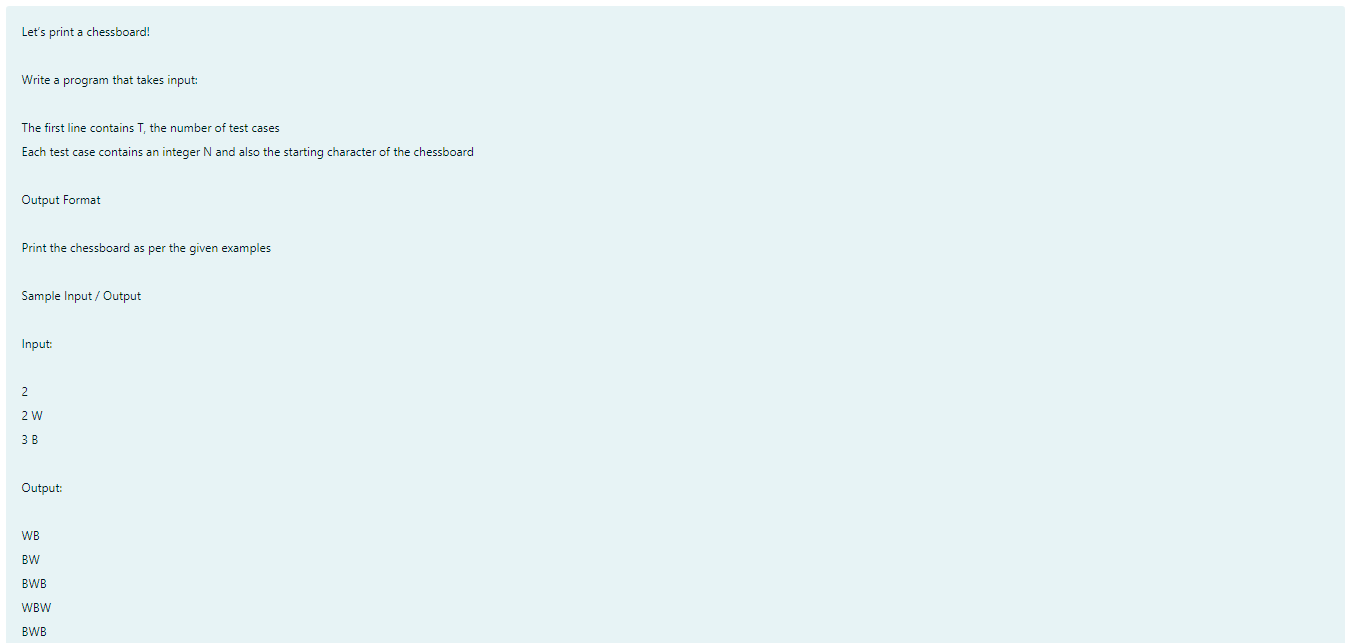 Let's print a chessboard!
Write a program that takes input:
The first line contains T, the number of test cases
Each test case contains an integer N and also the starting character of the chessboard
Output Format
Print the chessboard as per the given examples
Sample Input / Output
Input:
2
2 W
3 B
Output:
WB
BW
BWB
WBW
BWB